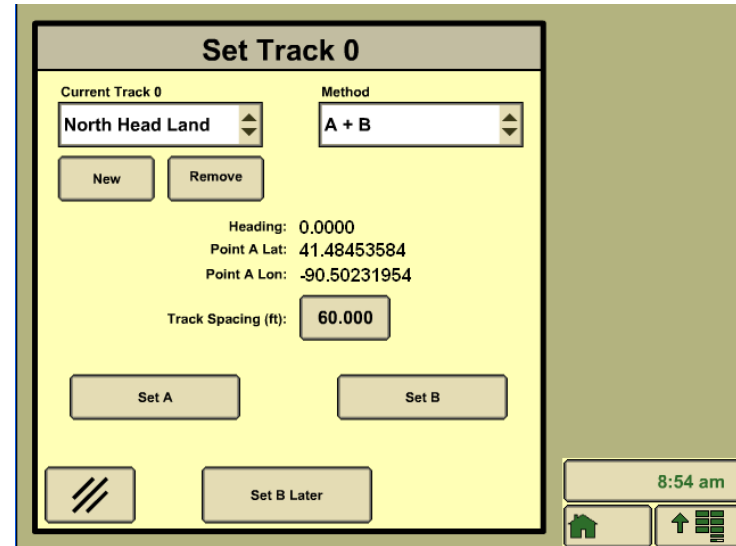 Set Track 0
Current Track 0 Method
North Head Land A + B
New Remove
Heading: 0.0000
Point A Lat: 41.48453584
Point A Lon: -90.50231954
Track Spacing (ft): 60.000
Set A Set B
Set B Later
8:54 am